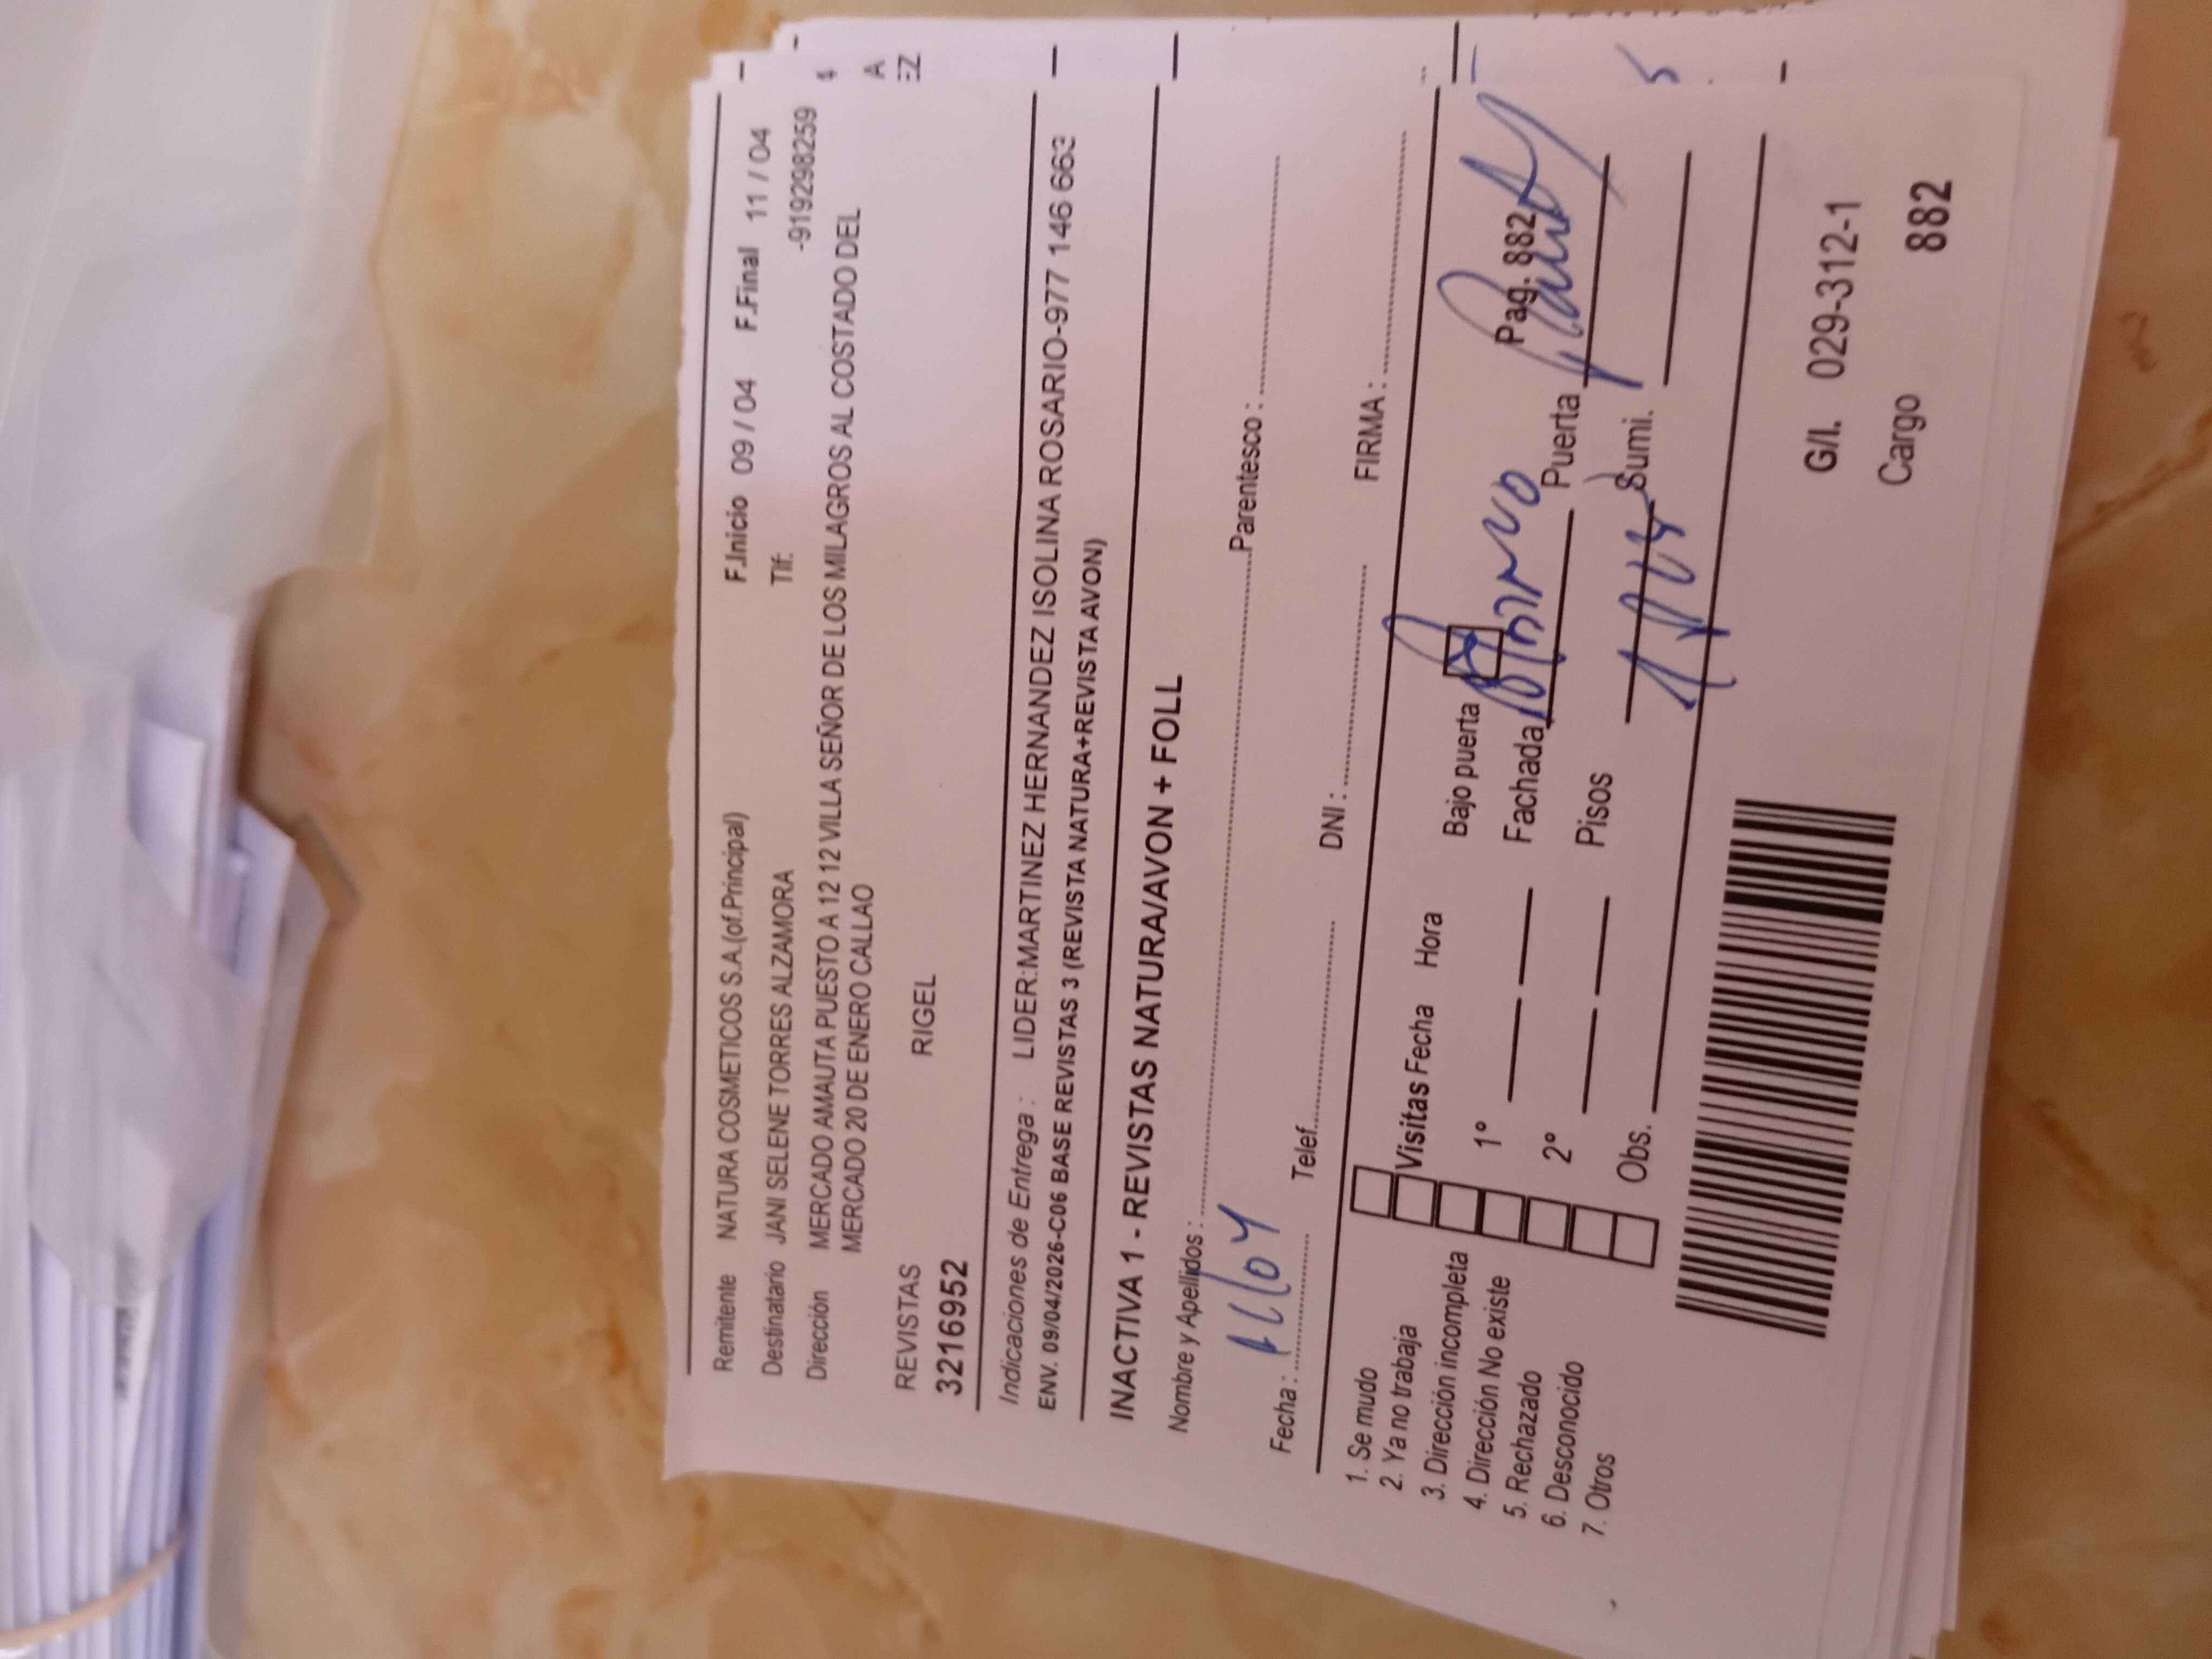 Remitente NATURA COSMETICOS S.A.(of.Principal) F.Inicio 09 / 04 F.Final 11 / 04
Destinatario JANI SELENE TORRES ALZAMORA Tlf: -919298259
Dirección MERCADO AMAUTA PUESTO A 12 12 VILLA SEÑOR DE LOS MILAGROS AL COSTADO DEL
MERCADO 20 DE ENERO CALLAO
REVISTAS RIGEL
3216952
Indicaciones de Entrega : LIDER:MARTINEZ HERNANDEZ ISOLINA ROSARIO-977 146 663
ENV. 09/04/2026-C06 BASE REVISTAS 3 (REVISTA NATURA+REVISTA AVON)
INACTIVA 1 - REVISTAS NATURA/AVON + FOLL
Nombre y Apellidos : Parentesco :
Fecha : Telef. DNI : FIRMA :
1. Se mudo
2. Ya no trabaja
3. Dirección incompleta
4. Dirección No existe
5. Rechazado
6. Desconocido
7. Otros
Visitas Fecha Hora
1º
2º
Obs.
Bajo puerta
Fachada Puerta
Pisos Sumi.
Pag. 882
G/I. 029-312-1
Cargo 882